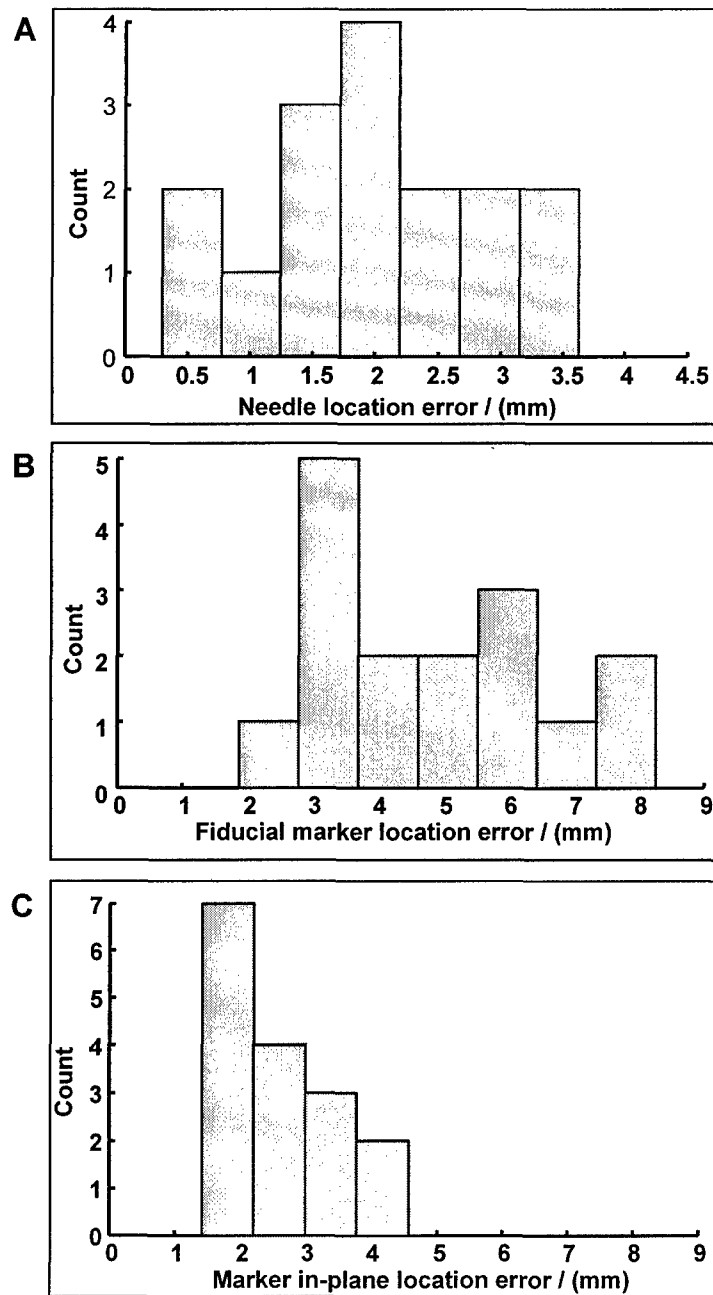 A
4
3
2
1
0
Count
0 0.5 1 1.5 2 2.5 3 3.5 4 4.5
Needle location error / (mm)
B
5
4
3
2
1
0
Count
0 1 2 3 4 5 6 7 8 9
Fiducial marker location error / (mm)
C
7
6
5
4
3
2
1
0
Count
0 1 2 3 4 5 6 7 8 9
Marker in-plane location error / (mm)